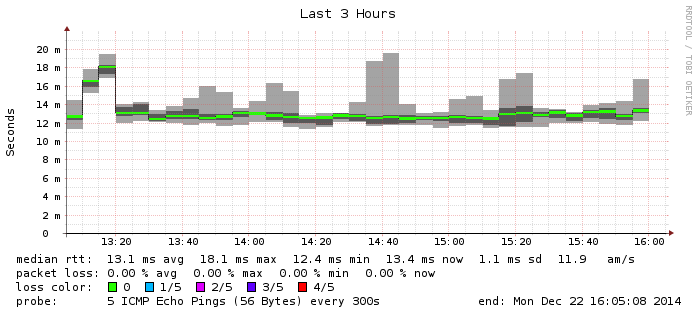 Last 3 Hours
RRDTOOL / TOBI OETIKER
Seconds
20 m
18 m
16 m
14 m
12 m
10 m
8 m
6 m
4 m
2 m
0
13:20 13:40 14:00 14:20 14:40 15:00 15:20 15:40 16:00
median rtt: 13.1 ms avg 18.1 ms max 12.4 ms min 13.4 ms now 1.1 ms sd 11.9 am/s
packet loss: 0.00 % avg 0.00 % max 0.00 % min 0.00 % now
loss color: 0 1/5 2/5 3/5 4/5
probe: 5 ICMP Echo Pings (56 Bytes) every 300s end: Mon Dec 22 16:05:08 2014